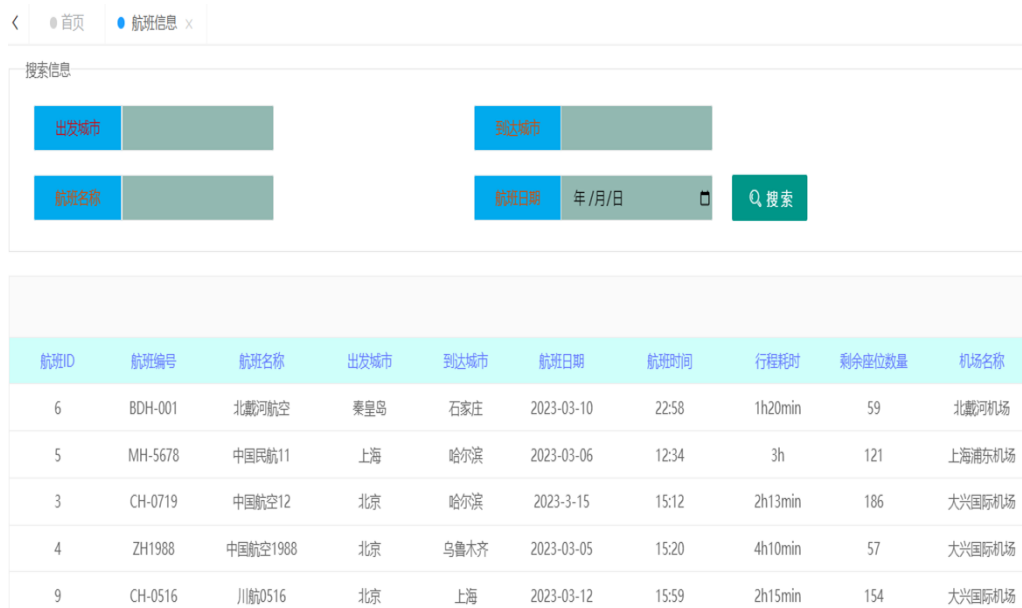 首页 航班信息
搜索信息
出发城市 到达城市
航班名称 航班日期 年 /月/日 搜索
航班ID 航班编号 航班名称 出发城市 到达城市 航班日期 航班时间 行程耗时 剩余座位数量 机场名称
6 BDH-001 北戴河航空 秦皇岛 石家庄 2023-03-10 22:58 1h20min 59 北戴河机场
5 MH-5678 中国民航11 上海 哈尔滨 2023-03-06 12:34 3h 121 上海浦东机场
3 CH-0719 中国航空12 北京 哈尔滨 2023-3-15 15:12 2h13min 186 大兴国际机场
4 ZH1988 中国航空1988 北京 乌鲁木齐 2023-03-05 15:20 4h10min 57 大兴国际机场
9 CH-0516 川航0516 北京 上海 2023-03-12 15:59 2h15min 154 大兴国际机场